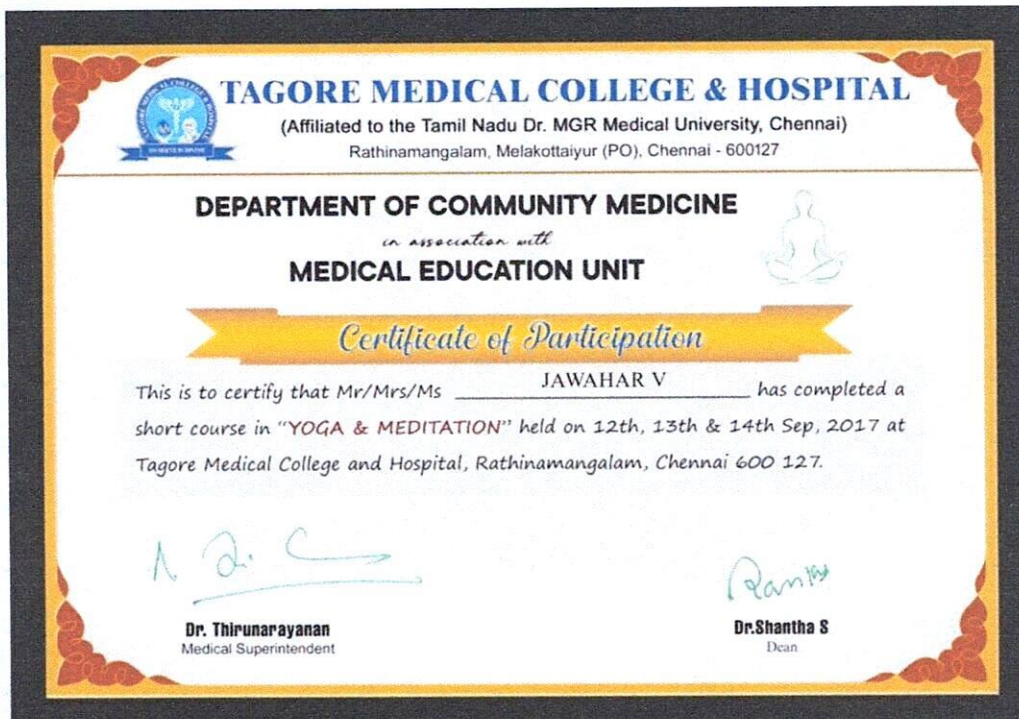 TAGORE MEDICAL COLLEGE & HOSPITAL
(Affiliated to the Tamil Nadu Dr. MGR Medical University, Chennai)
Rathinamangalam, Melakottaiyur (PO), Chennai - 600127
DEPARTMENT OF COMMUNITY MEDICINE
in association with
MEDICAL EDUCATION UNIT
Certificate of Participation
This is to certify that Mr/Mrs/Ms JAWAHAR V has completed a
short course in "YOGA & MEDITATION" held on 12th, 13th & 14th Sep, 2017 at
Tagore Medical College and Hospital, Rathinamangalam, Chennai 600 127.
Dr. Thirunarayanan
Medical Superintendent
Dr.Shantha S
Dean